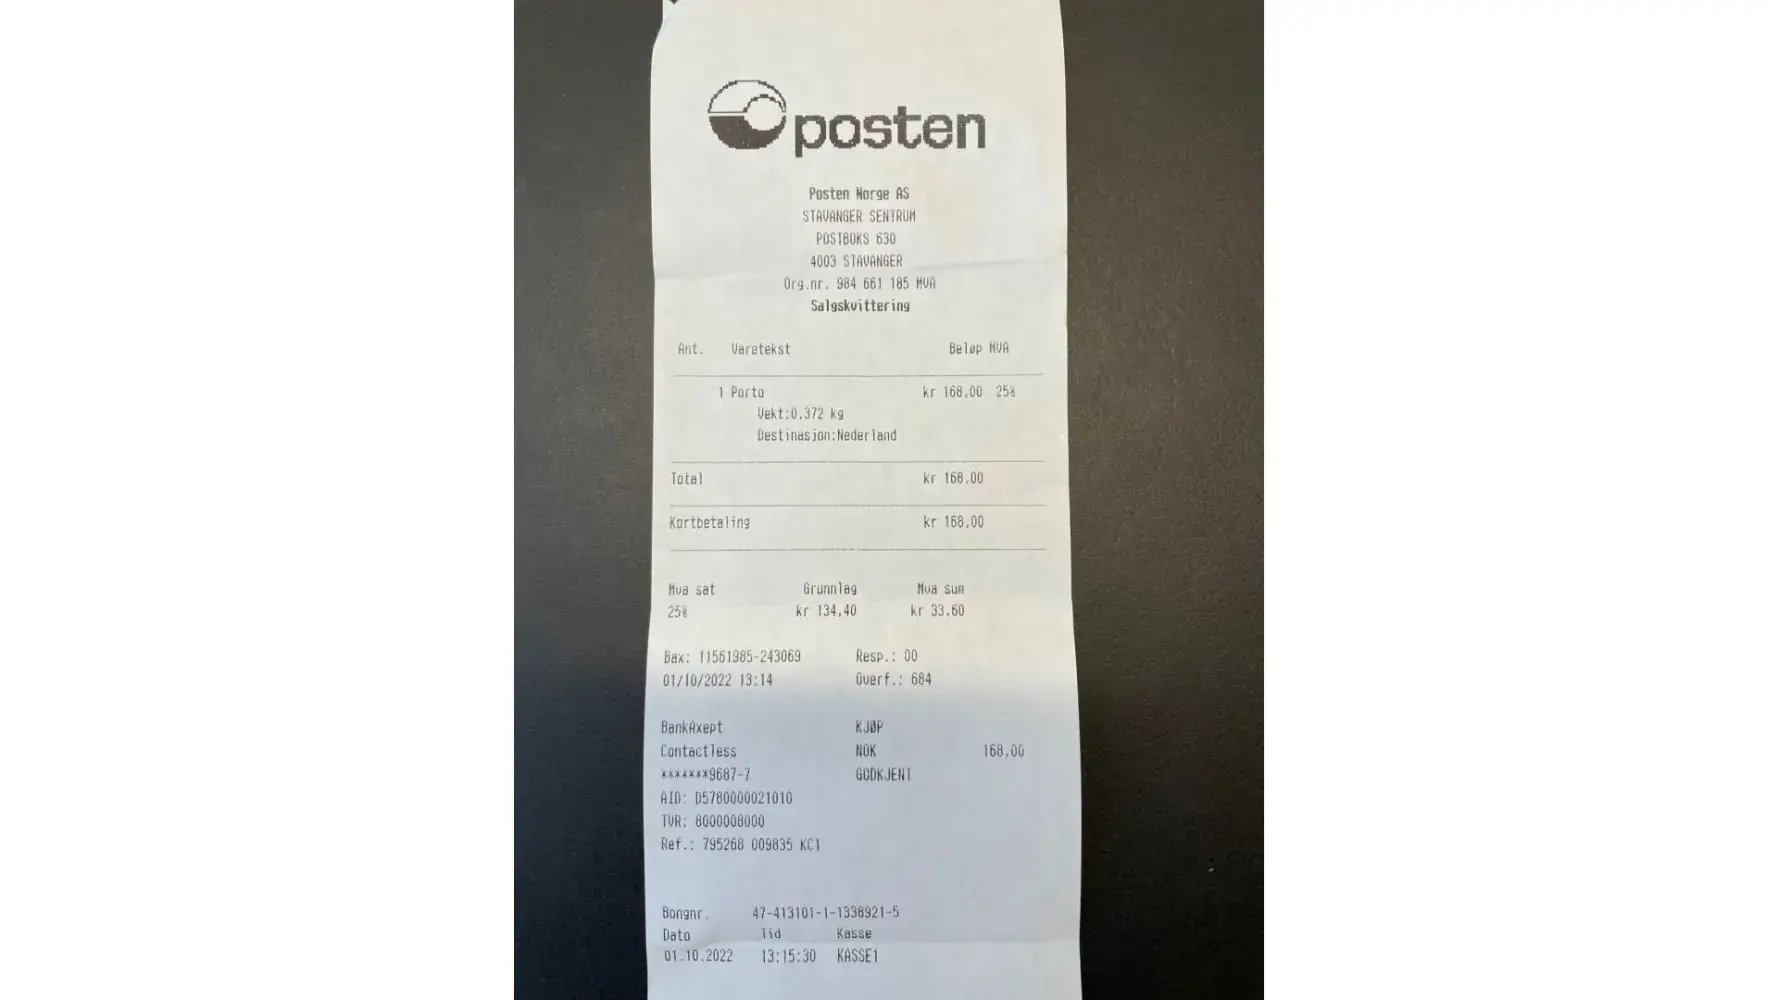 posten
Posten Norge AS
STAVANGER SENTRUM
POSTBOKS 630
4003 STAVANGER
Org.nr. 984 661 185 MVA
Salgskvittering
Ant. Varetekst Beløp MVA
1 Porto kr 168,00 25%
Vekt:0,372 kg
Destinasjon:Nederland
Total kr 168,00
Kortbetaling kr 168,00
Mva sat Grunnlag Mva sum
25% kr 134,40 kr 33,60
Bax: 11561985-243069 Resp.: 00
01/10/2022 13:14 Overf.: 684
BankAxept KJØP
Contactless NOK 168,00
*******9687-7 GODKJENT
AID: D5780000021010
TVR: 8000008000
Ref.: 795268 009835 KC1
Bongnr. 47-413101-1-1338921-5
Dato Tid Kasse
01.10.2022 13:15:30 KASSE1